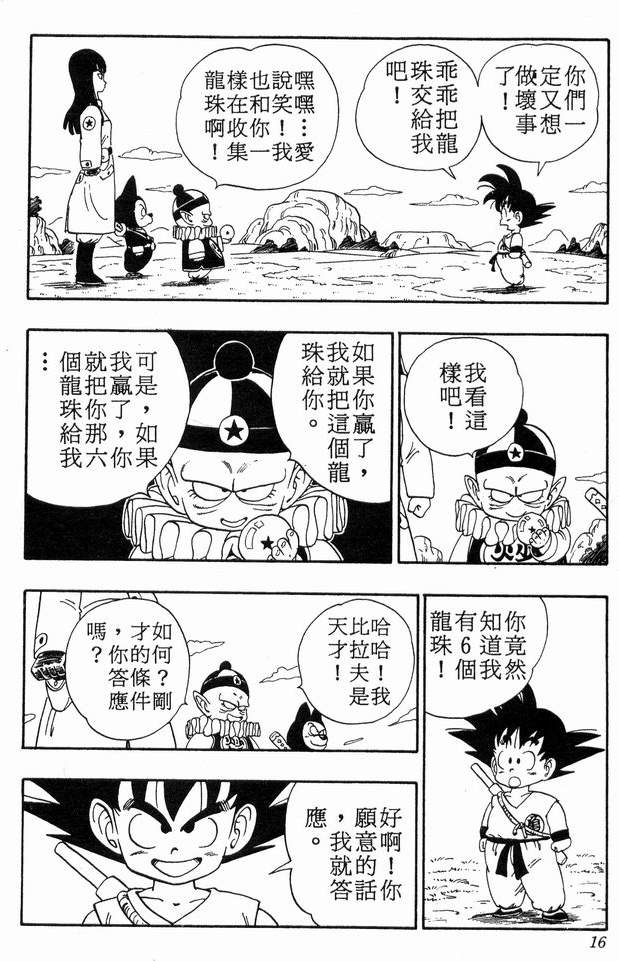 你們一
定又想
做壞事
了！
乖乖把龍
珠交給我
吧！
嘿嘿…愛
說笑！我
也和你一
樣在收集
龍珠啊！
我看這
樣吧！
如果你贏了，
我就把這個龍
珠給你。
可是，如果
我贏了，你
就把你那六
個龍珠給我
…
你竟然
知道我
有6個
龍珠！
哈哈！我
比拉夫是
天才！
如何？剛
才的條件
，你答應
嗎？
好啊！你
願意的話
，我就答
應。
16